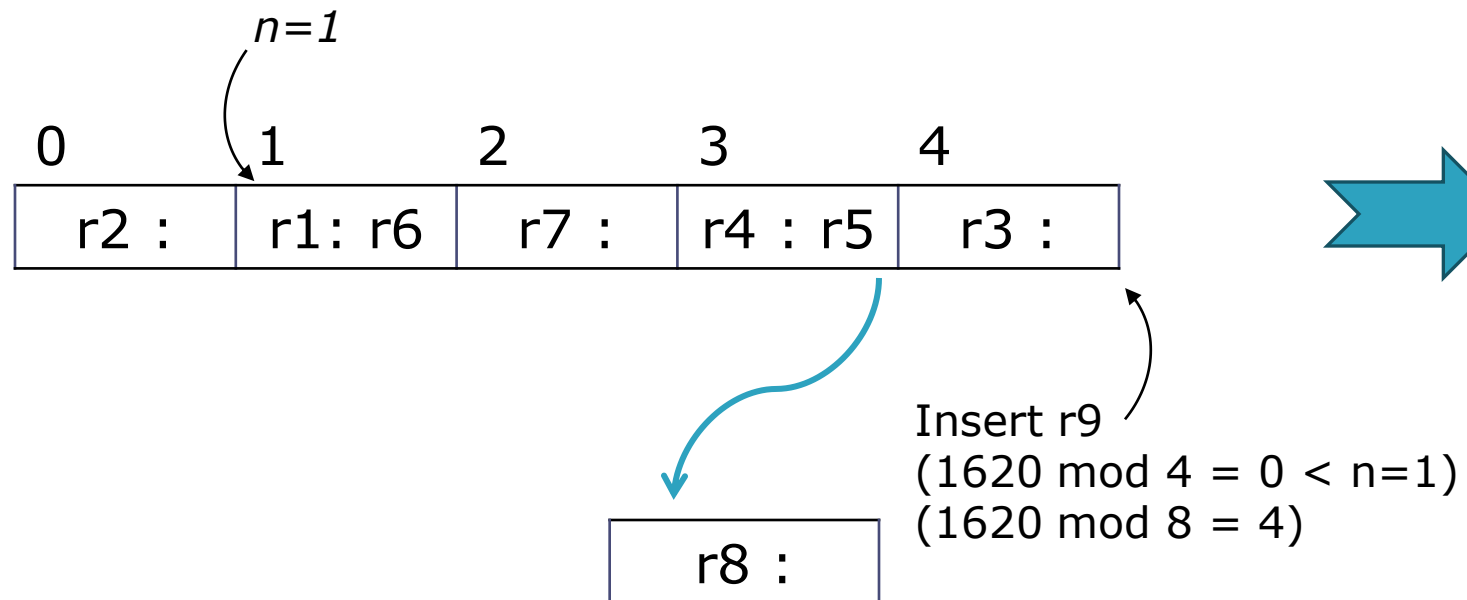 n=1
0 1 2 3 4
r2 : r1: r6 r7 : r4 : r5 r3 :
Insert r9
(1620 mod 4 = 0 < n=1)
(1620 mod 8 = 4)
r8 :